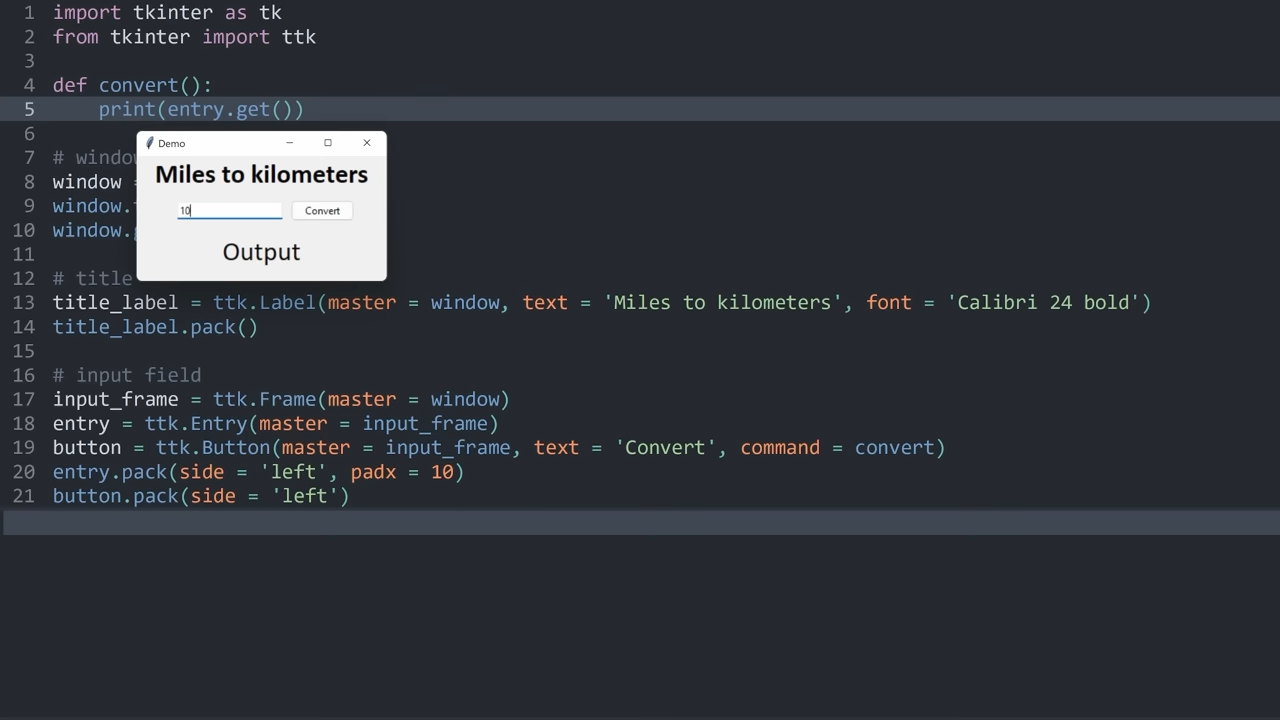 1 import tkinter as tk
2 from tkinter import ttk
3
4 def convert():
5 print(entry.get())
6
7 # window
8 window =
9 window.
10 window.g
Demo
Miles to kilometers
10 Convert
Output
11
12 # title
13 title_label = ttk.Label(master = window, text = 'Miles to kilometers', font = 'Calibri 24 bold')
14 title_label.pack()
15
16 # input field
17 input_frame = ttk.Frame(master = window)
18 entry = ttk.Entry(master = input_frame)
19 button = ttk.Button(master = input_frame, text = 'Convert', command = convert)
20 entry.pack(side = 'left', padx = 10)
21 button.pack(side = 'left')